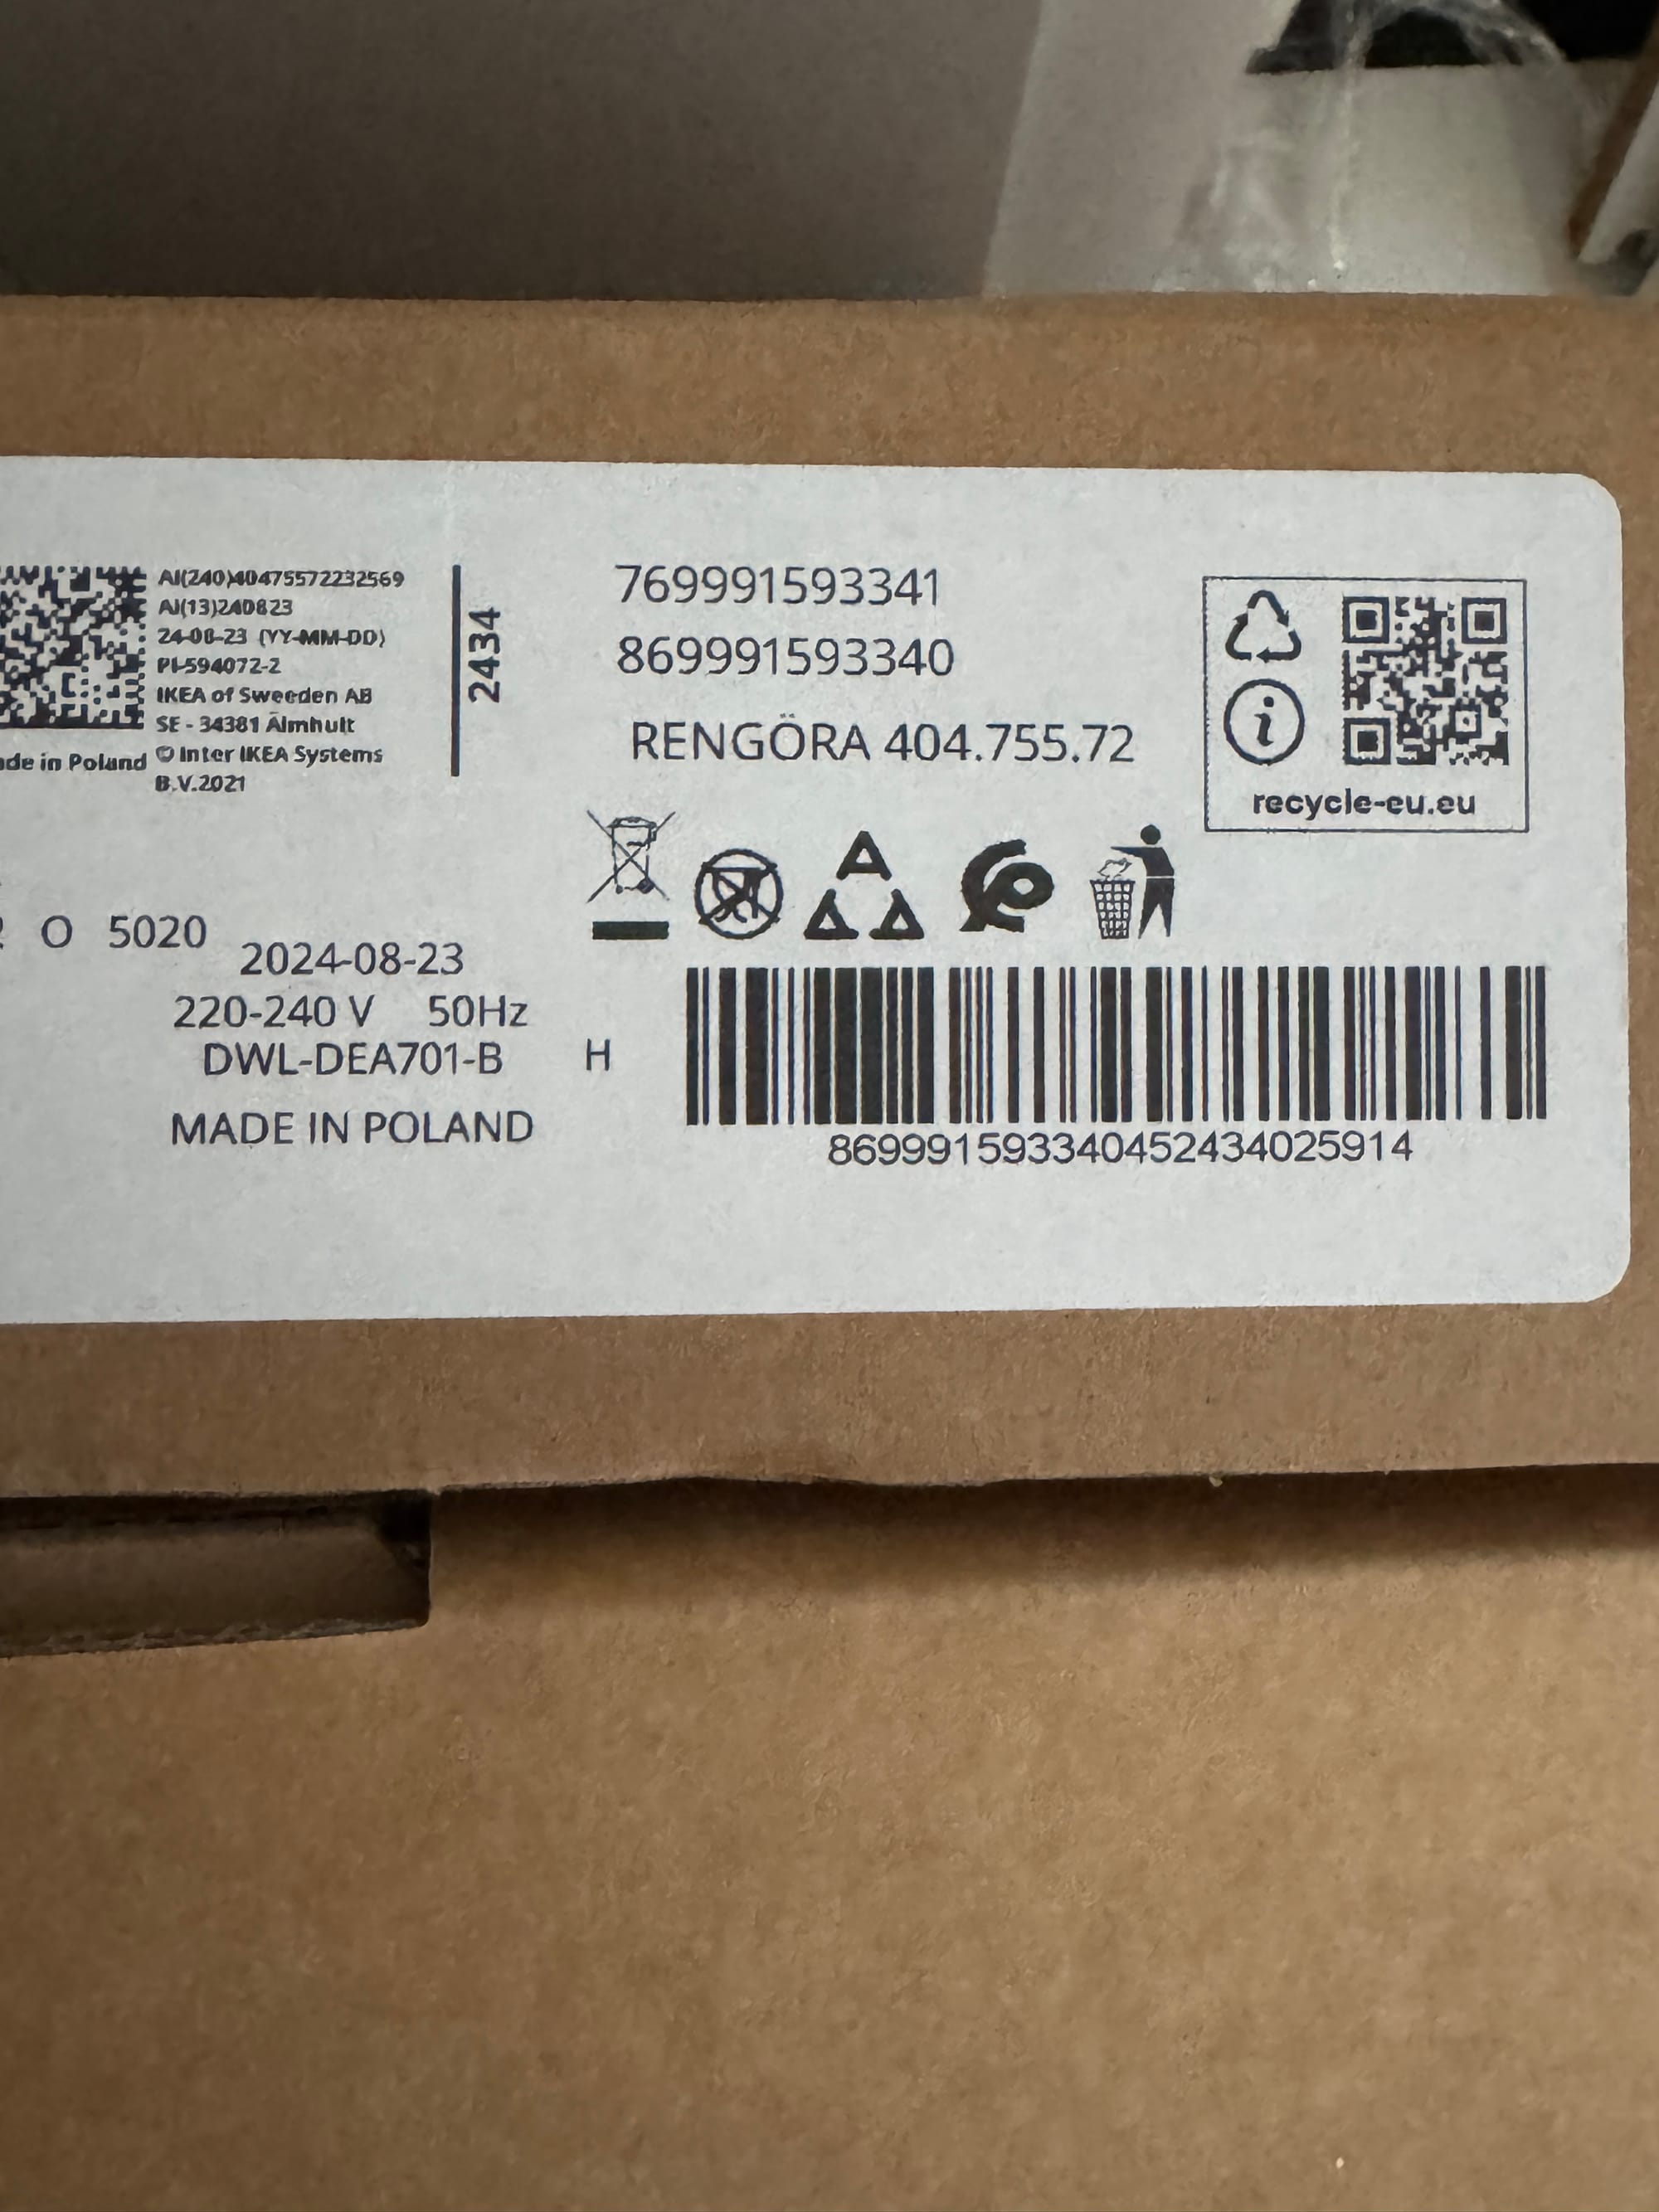 AI(240)40475572232569
AI(13)240823
24-08-23 (YY-MM-DD)
PI-594072-2
IKEA of Sweeden AB
SE - 34381 Älmhult
© Inter IKEA Systems
B.V.2021
in Poland
2434
769991593341
869991593340
RENGÖRA 404.755.72
recycle-eu.eu
O 5020
2024-08-23
220-240 V 50Hz
DWL-DEA701-B H
MADE IN POLAND
869991593340452434025914